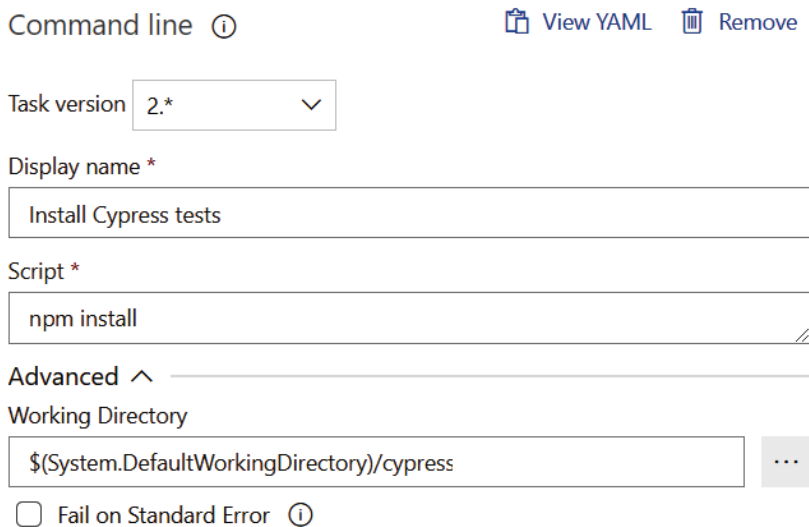 Command line
View YAML
Remove
Task version 2.*
Display name *
Install Cypress tests
Script *
npm install
Advanced
Working Directory
$(System.DefaultWorkingDirectory)/cypress
...
Fail on Standard Error